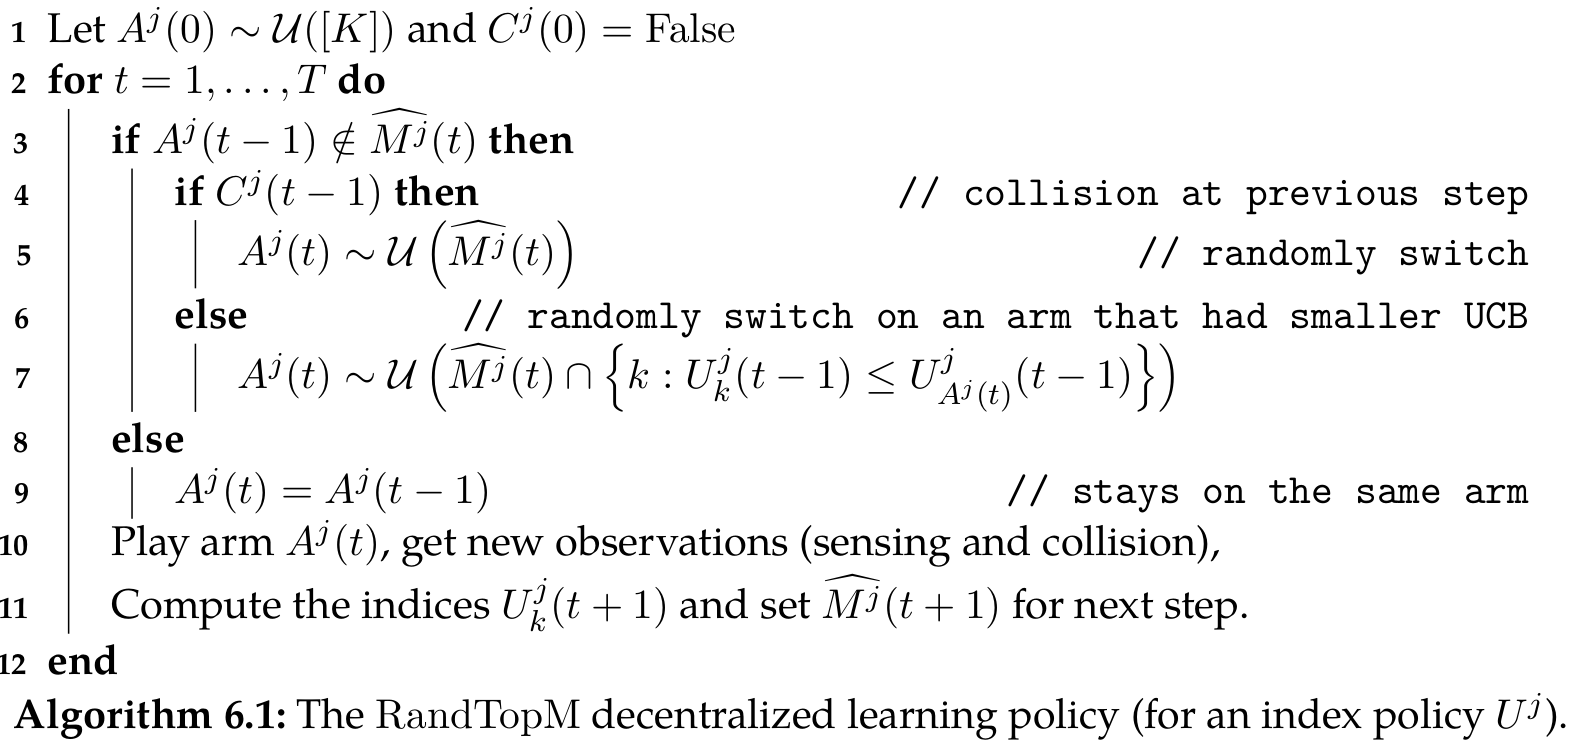 1 Let $A^j(0) \sim \mathcal{U}([K])$ and $C^j(0) = \text{False}$
2 for $t = 1, \ldots, T$ do
3 if $A^j(t-1) \notin \widehat{M^j}(t)$ then
4 if $C^j(t-1)$ then // collision at previous step
5 $A^j(t) \sim \mathcal{U}\left(\widehat{M^j}(t)\right)$ // randomly switch
6 else // randomly switch on an arm that had smaller UCB
7 $A^j(t) \sim \mathcal{U}\left(\widehat{M^j}(t) \cap \left\{k : U_k^j(t-1) \leq U_{A^j(t)}^j(t-1)\right\}\right)$
8 else
9 $A^j(t) = A^j(t-1)$ // stays on the same arm
10 Play arm $A^j(t)$, get new observations (sensing and collision),
11 Compute the indices $U_k^j(t+1)$ and set $\widehat{M^j}(t+1)$ for next step.
12 end
Algorithm 6.1: The RandTopM decentralized learning policy (for an index policy $U^j$).